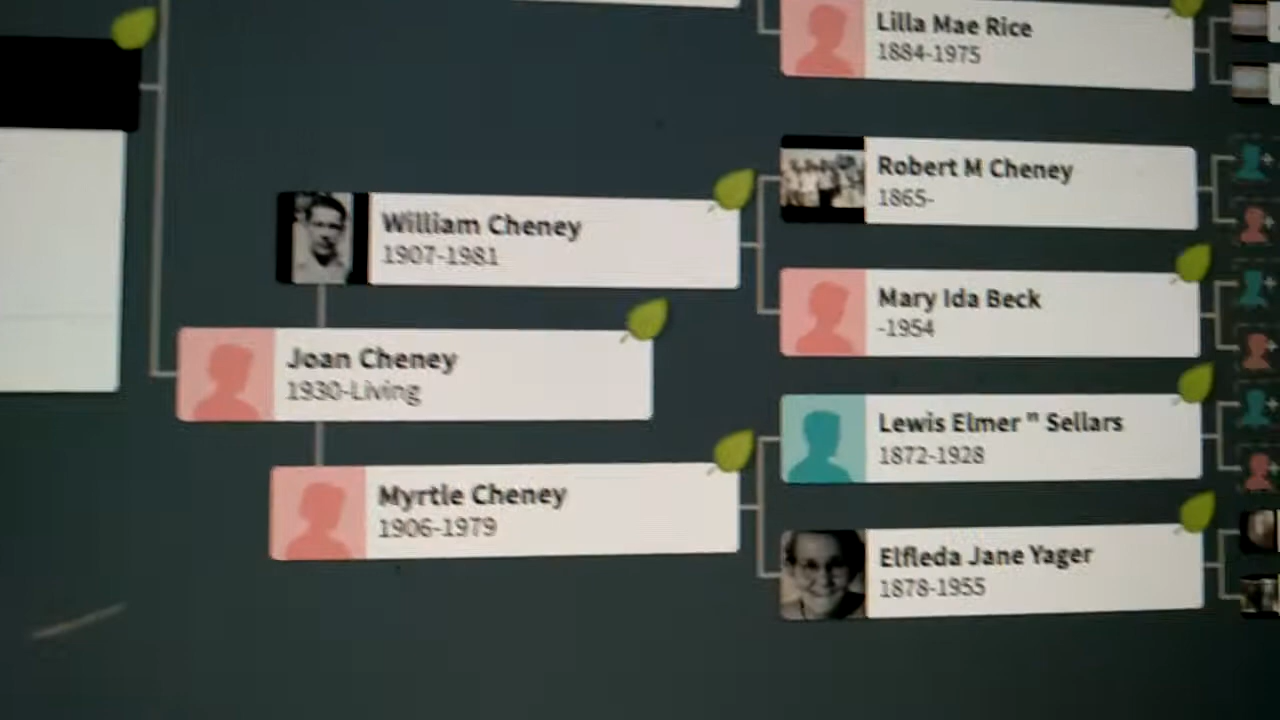 Lilla Mae Rice
1884-1975
Robert M Cheney
1865-
William Cheney
1907-1981
Mary Ida Beck
-1954
Joan Cheney
1930-Living
Lewis Elmer " Sellars
1872-1928
Myrtle Cheney
1906-1979
Elfleda Jane Yager
1878-1955